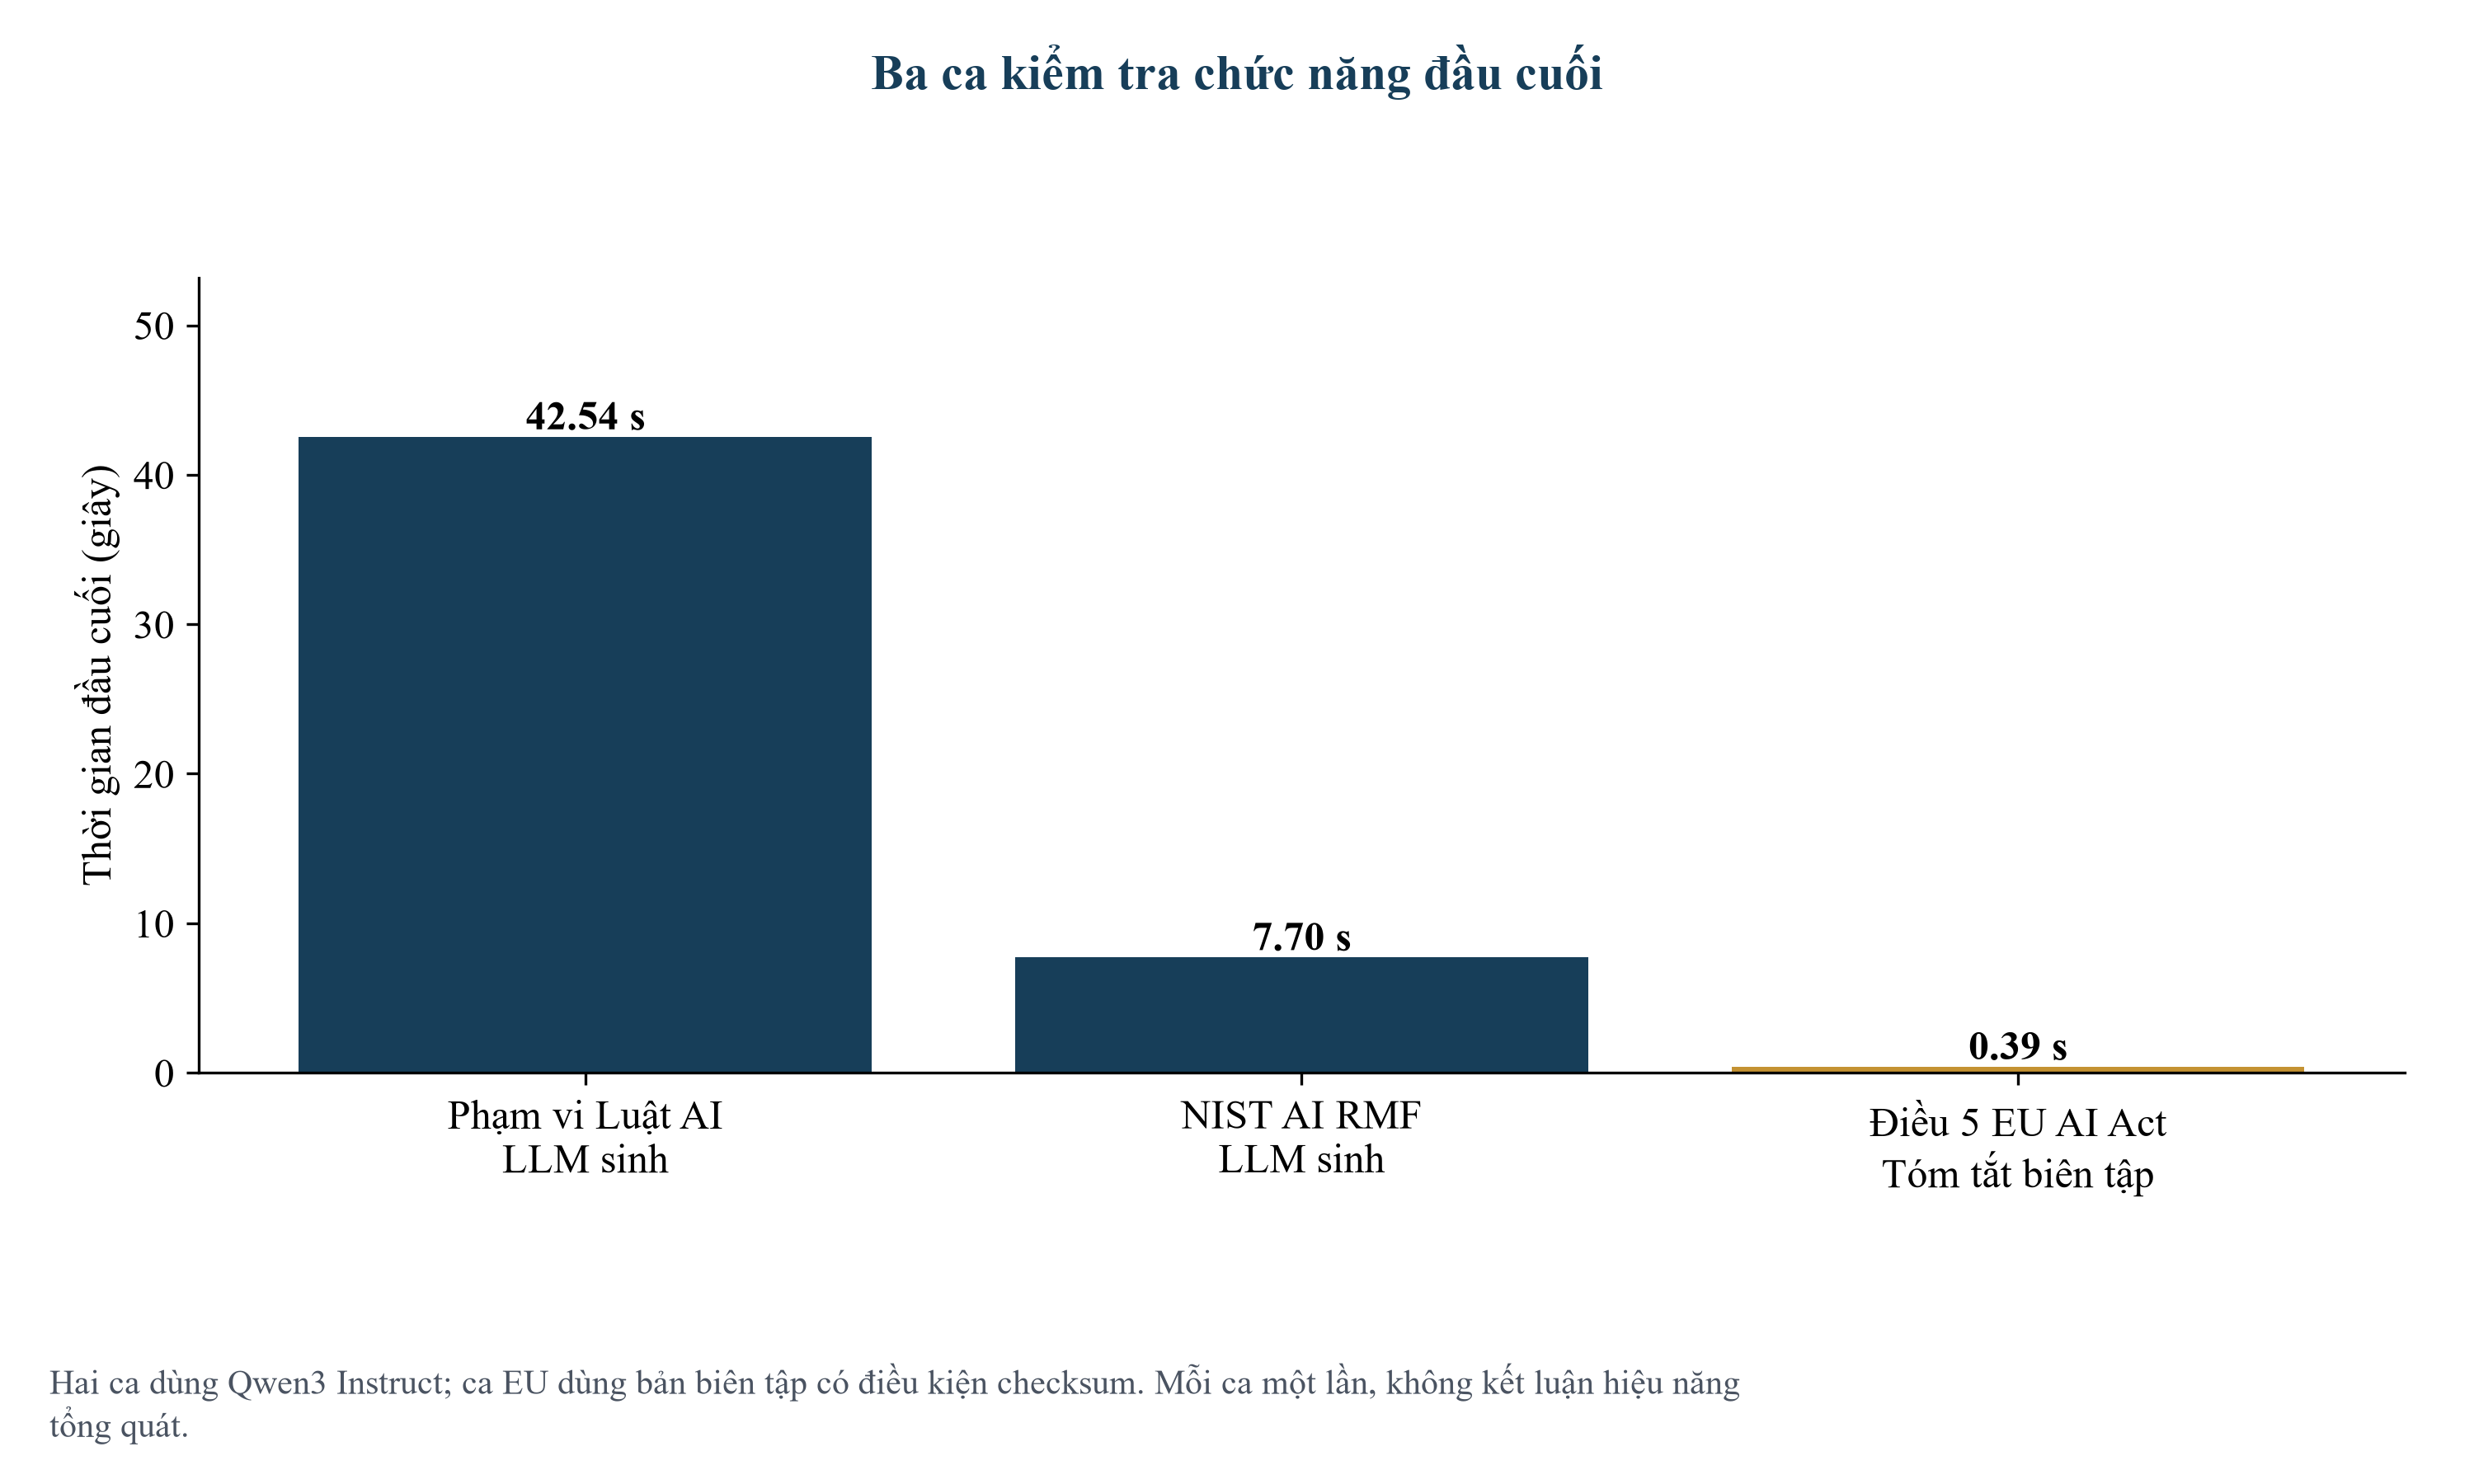 Ba ca kiểm tra chức năng đầu cuối
Thời gian đầu cuối (giây)
50
40
30
20
10
0
42.54 s
7.70 s
0.39 s
Phạm vi Luật AI
LLM sinh
NIST AI RMF
LLM sinh
Điều 5 EU AI Act
Tóm tắt biên tập
Hai ca dùng Qwen3 Instruct; ca EU dùng bản biên tập có điều kiện checksum. Mỗi ca một lần, không kết luận hiệu năng
tổng quát.